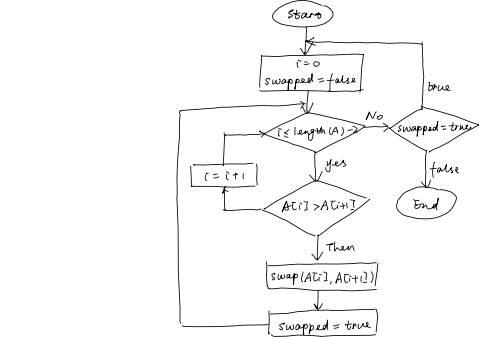 Start
i=0
swapped=false
true
i≤length(A)-2
No
swapped=true
yes
i=i+1
false
A[i]>A[i+1]
End
Then
swap(A[i],A[i+1])
swapped=true